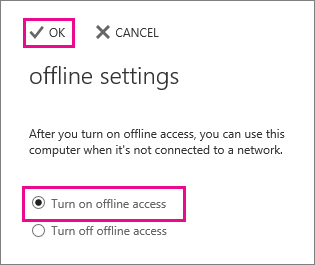 OK
CANCEL
offline settings
After you turn on offline access, you can use this
computer when it's not connected to a network.
Turn on offline access
Turn off offline access